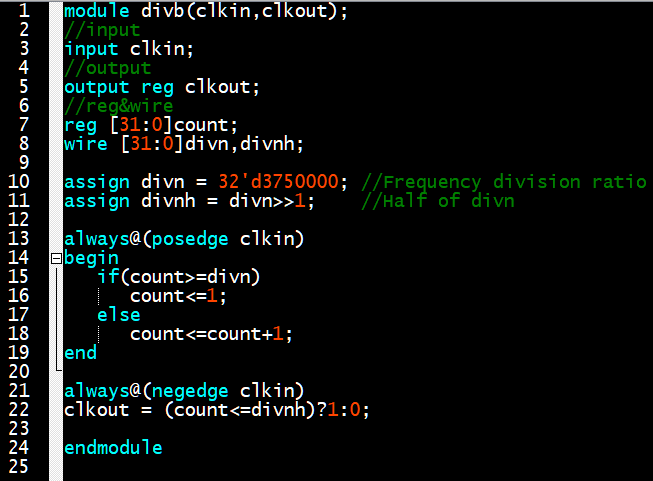 1 module divb(clkin,clkout);
2 //input
3 input clkin;
4 //output
5 output reg clkout;
6 //reg&wire
7 reg [31:0]count;
8 wire [31:0]divn,divnh;
9
10 assign divn = 32'd3750000; //Frequency division ratio
11 assign divnh = divn>>1;    //Half of divn
12
13 always@(posedge clkin)
14 begin
15    if(count>=divn)
16       count<=1;
17    else
18       count<=count+1;
19 end
20
21 always@(negedge clkin)
22 clkout = (count<=divnh)?1:0;
23
24 endmodule
25